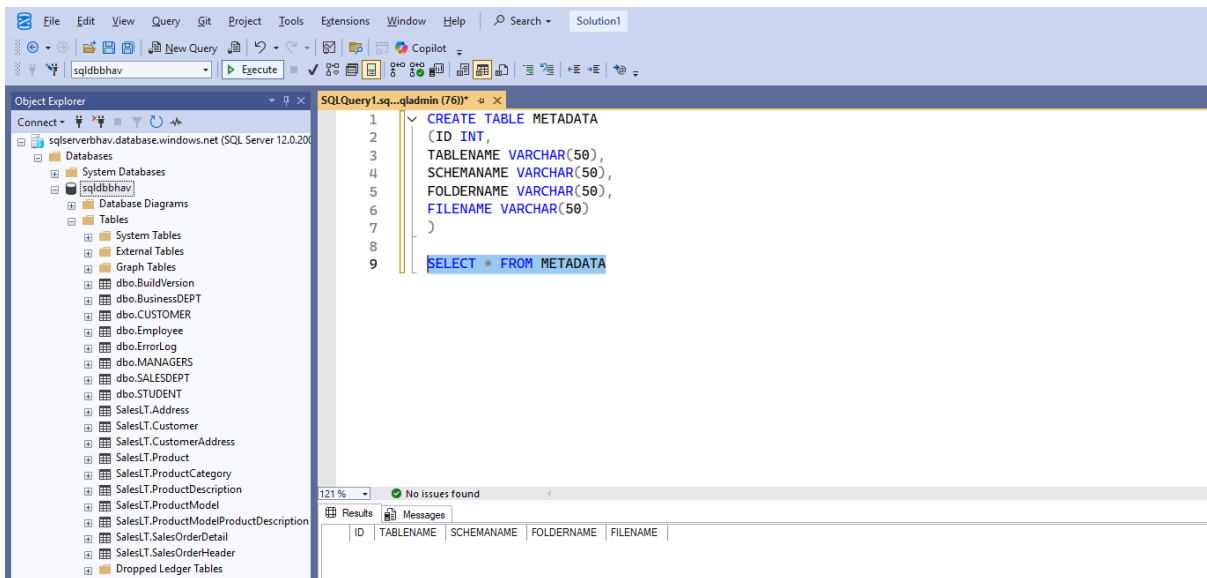 File Edit View Query Git Project Tools Extensions Window Help Search Solution1
New Query Copilot
sqldbbhav Execute
Object Explorer
SQLQuery1.sq...qladmin (76))*
Connect
sqlserverbhav.database.windows.net (SQL Server 12.0.200
Databases
System Databases
sqldbbhav
Database Diagrams
Tables
System Tables
External Tables
Graph Tables
dbo.BuildVersion
dbo.BusinessDEPT
dbo.CUSTOMER
dbo.Employee
dbo.ErrorLog
dbo.MANAGERS
dbo.SALESDEPT
dbo.STUDENT
SalesLT.Address
SalesLT.Customer
SalesLT.CustomerAddress
SalesLT.Product
SalesLT.ProductCategory
SalesLT.ProductDescription
SalesLT.ProductModel
SalesLT.ProductModelProductDescription
SalesLT.SalesOrderDetail
SalesLT.SalesOrderHeader
Dropped Ledger Tables
1 CREATE TABLE METADATA
2 (ID INT,
3 TABLENAME VARCHAR(50),
4 SCHEMANAME VARCHAR(50),
5 FOLDERNAME VARCHAR(50),
6 FILENAME VARCHAR(50)
7 )
8
9 SELECT * FROM METADATA
121 % No issues found
Results Messages
ID TABLENAME SCHEMANAME FOLDERNAME FILENAME